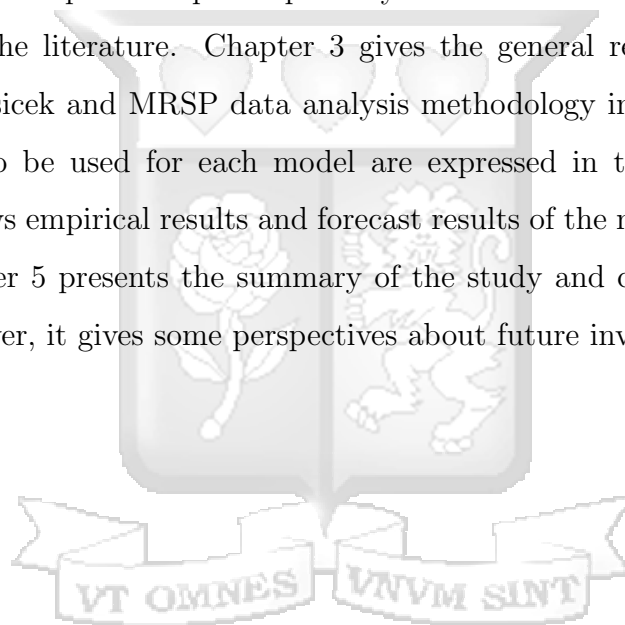 he literature. Chapter 3 gives the general re
sicek and MRSP data analysis methodology in
o be used for each model are expressed in t
s empirical results and forecast results of the
er 5 presents the summary of the study and
ver, it gives some perspectives about future inv
VT OMNES VNVM SINT